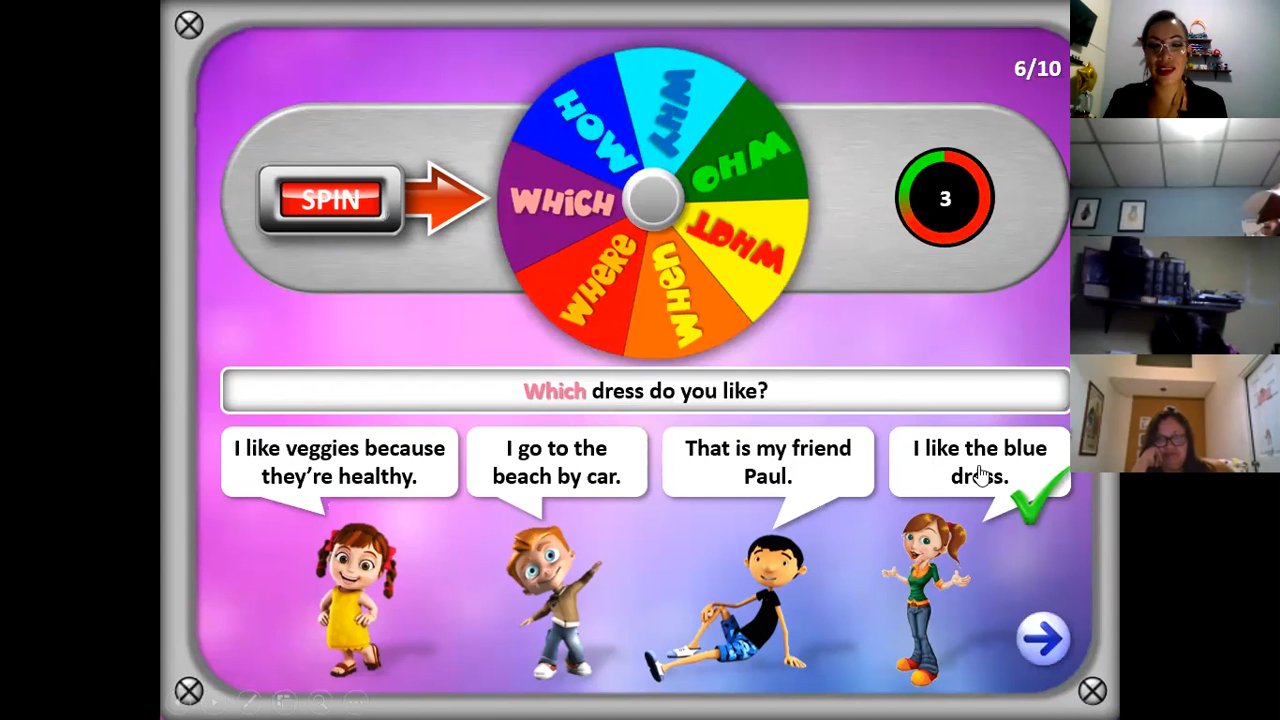 6/10
WHY
HOW
WHO
SPIN
WHICH
3
WHAT
WHERE
WHEN
Which dress do you like?
I like veggies because
they're healthy.
I go to the
beach by car.
That is my friend
Paul.
I like the blue
dress.